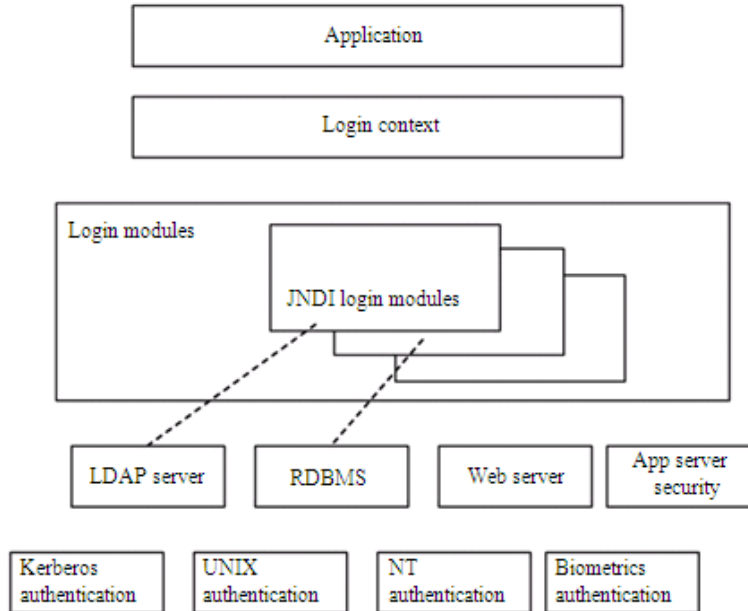 Application
Login context
Login modules
JNDI login modules
LDAP server
RDBMS
Web server
App server
security
Kerberos
authentication
UNIX
authentication
NT
authentication
Biometrics
authentication